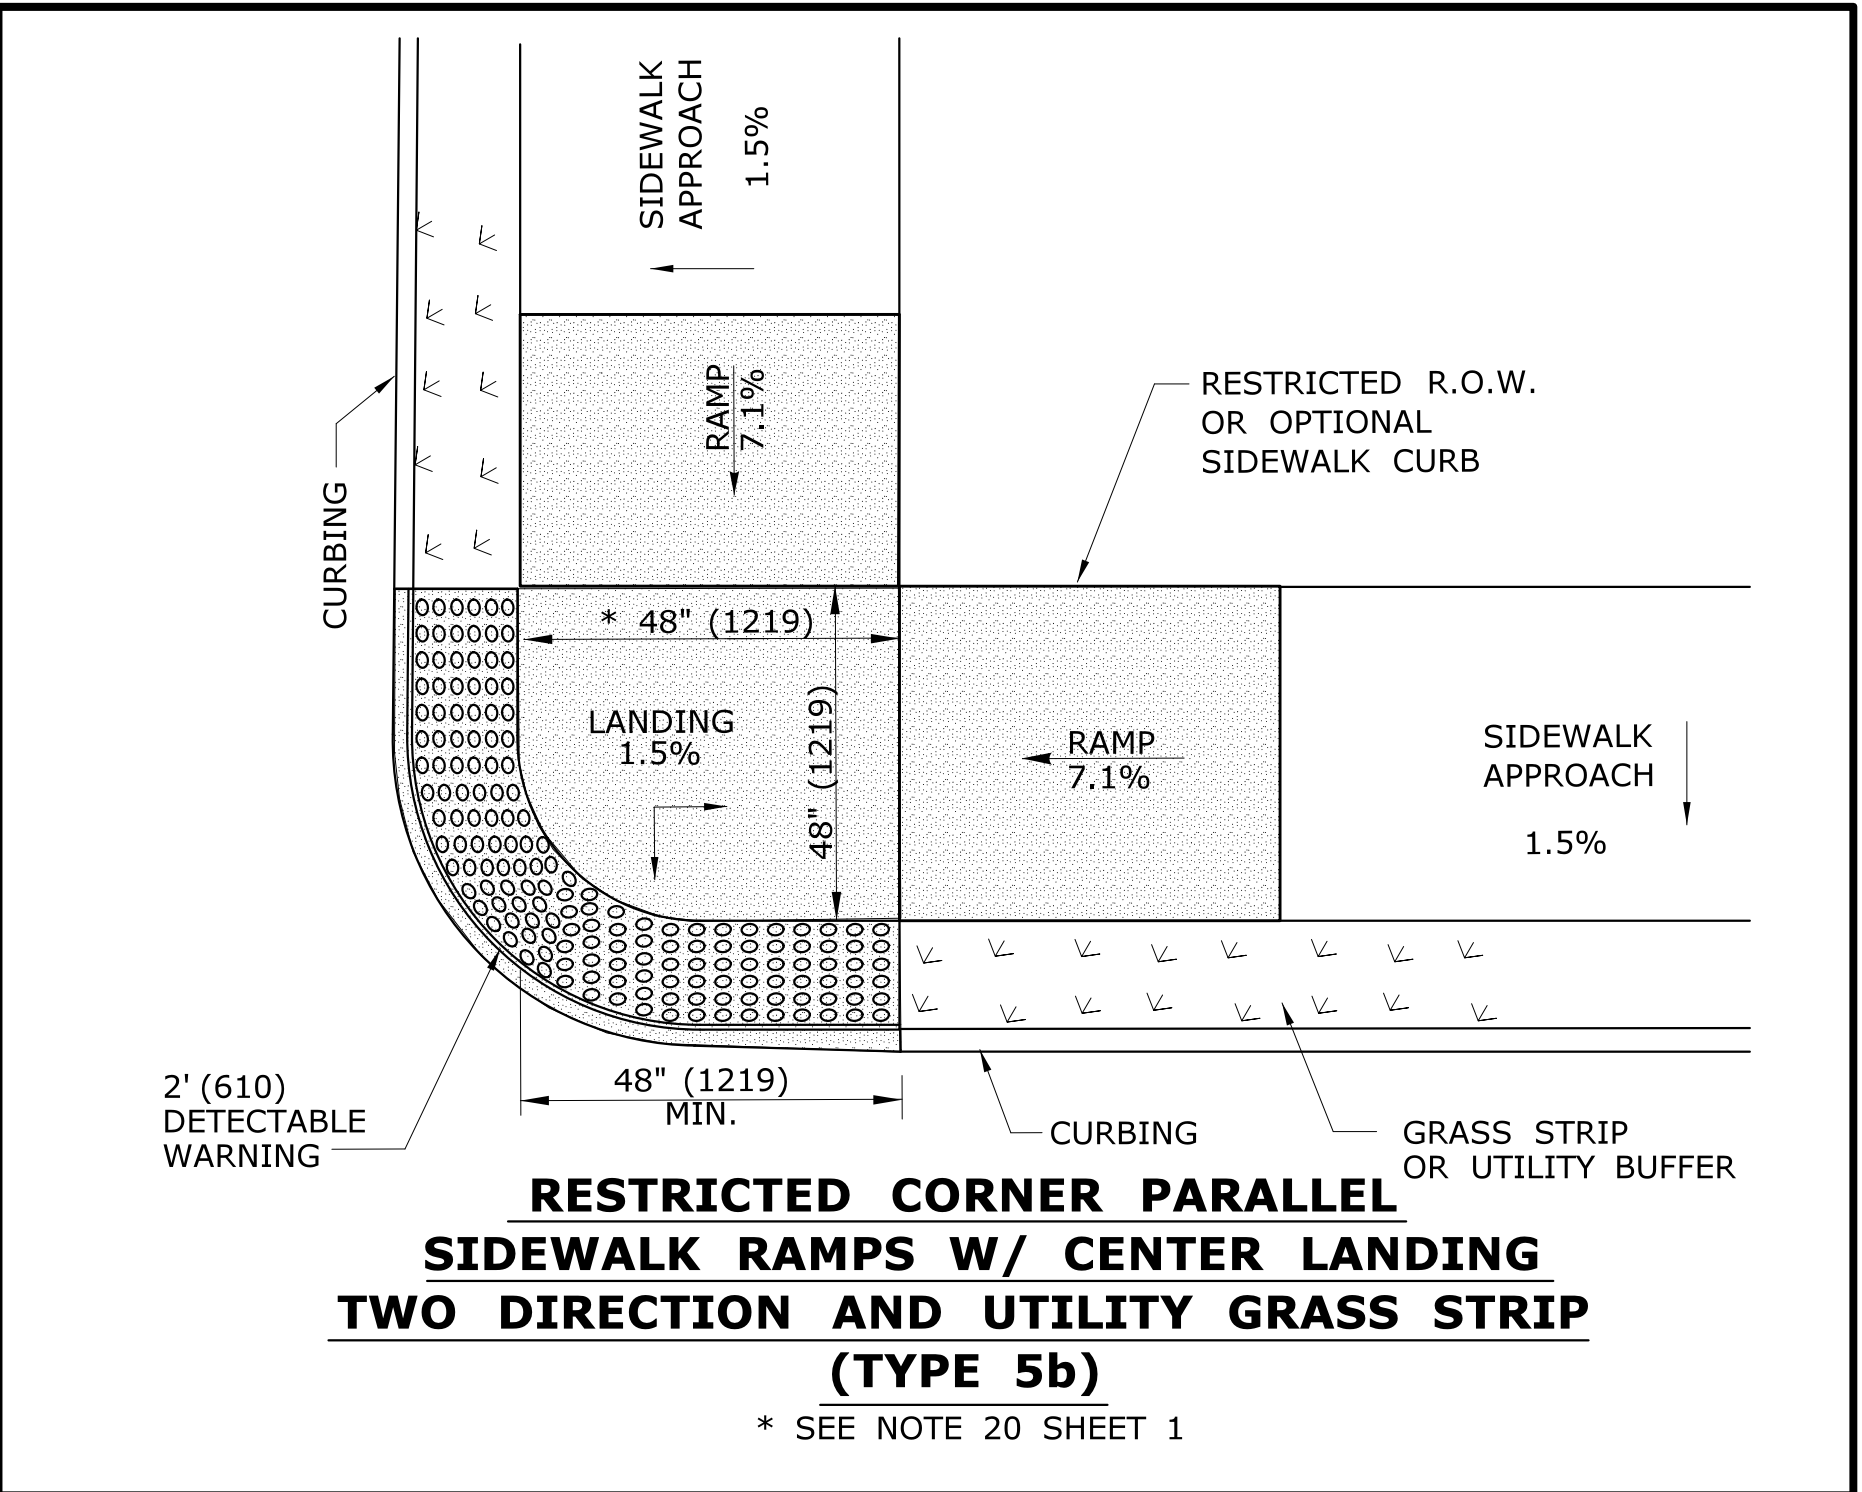 SIDEWALK
APPROACH
1.5%
RAMP
7.1%
CURBING
RESTRICTED R.O.W.
OR OPTIONAL
SIDEWALK CURB
* 48" (1219)
48" (1219)
LANDING
1.5%
RAMP
7.1%
SIDEWALK
APPROACH
1.5%
2' (610)
DETECTABLE
WARNING
48" (1219)
MIN.
CURBING
GRASS STRIP
OR UTILITY BUFFER
RESTRICTED CORNER PARALLEL
SIDEWALK RAMPS W/ CENTER LANDING
TWO DIRECTION AND UTILITY GRASS STRIP
(TYPE 5b)
* SEE NOTE 20 SHEET 1